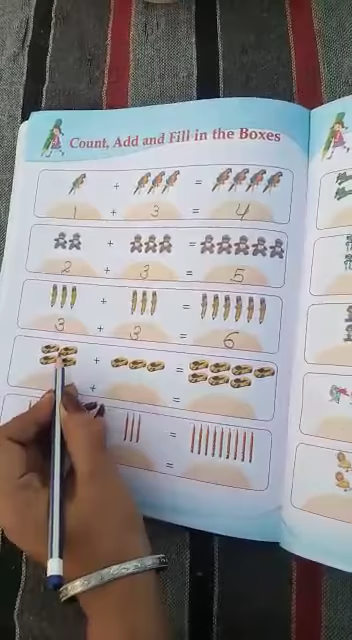 Count, Add and Fill in the Boxes
+ =
1 + 3 = 4
+ =
2 + 3 = 5
+ =
3 + 3 = 6
+ =
+ =
=
=